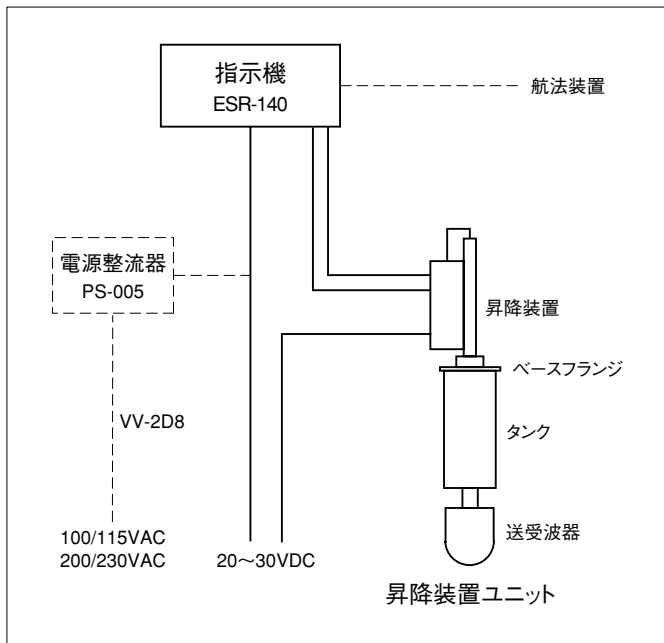 指示機
ESR-140
航法装置
電源整流器
PS-005
昇降装置
ベースフランジ
VV-2D8
タンク
送受波器
100/115VAC
200/230VAC
20～30VDC
昇降装置ユニット